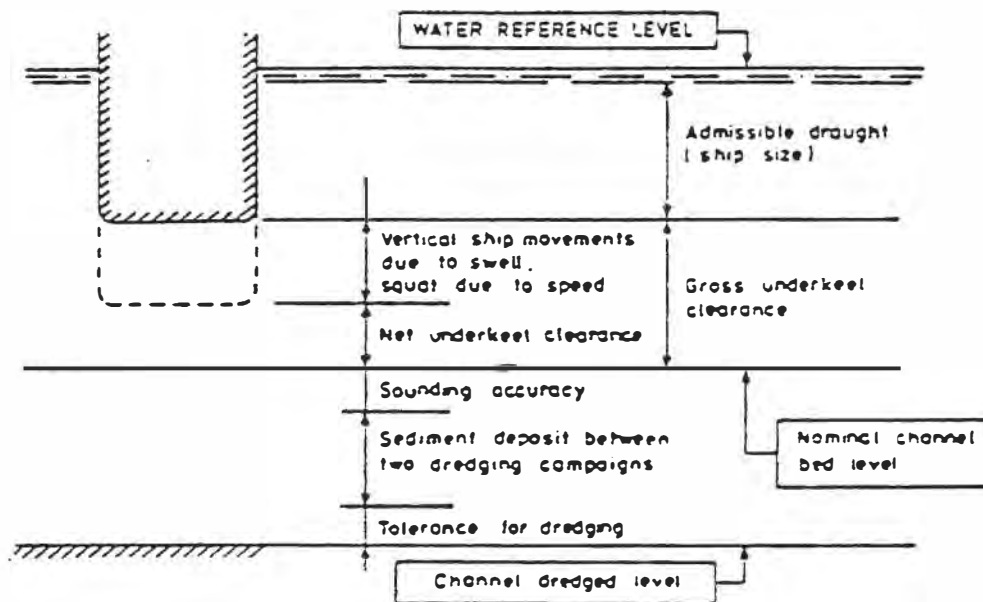 WATER REFERENCE LEVEL
Admissible draught
(ship size)
Vertical ship movements
due to swell,
squat due to speed
Gross underkeel
clearance
Net underkeel clearance
Sounding accuracy
Sediment deposit between
two dredging campaigns
Nominal channel
bed level
Tolerance for dredging
Channel dredged level